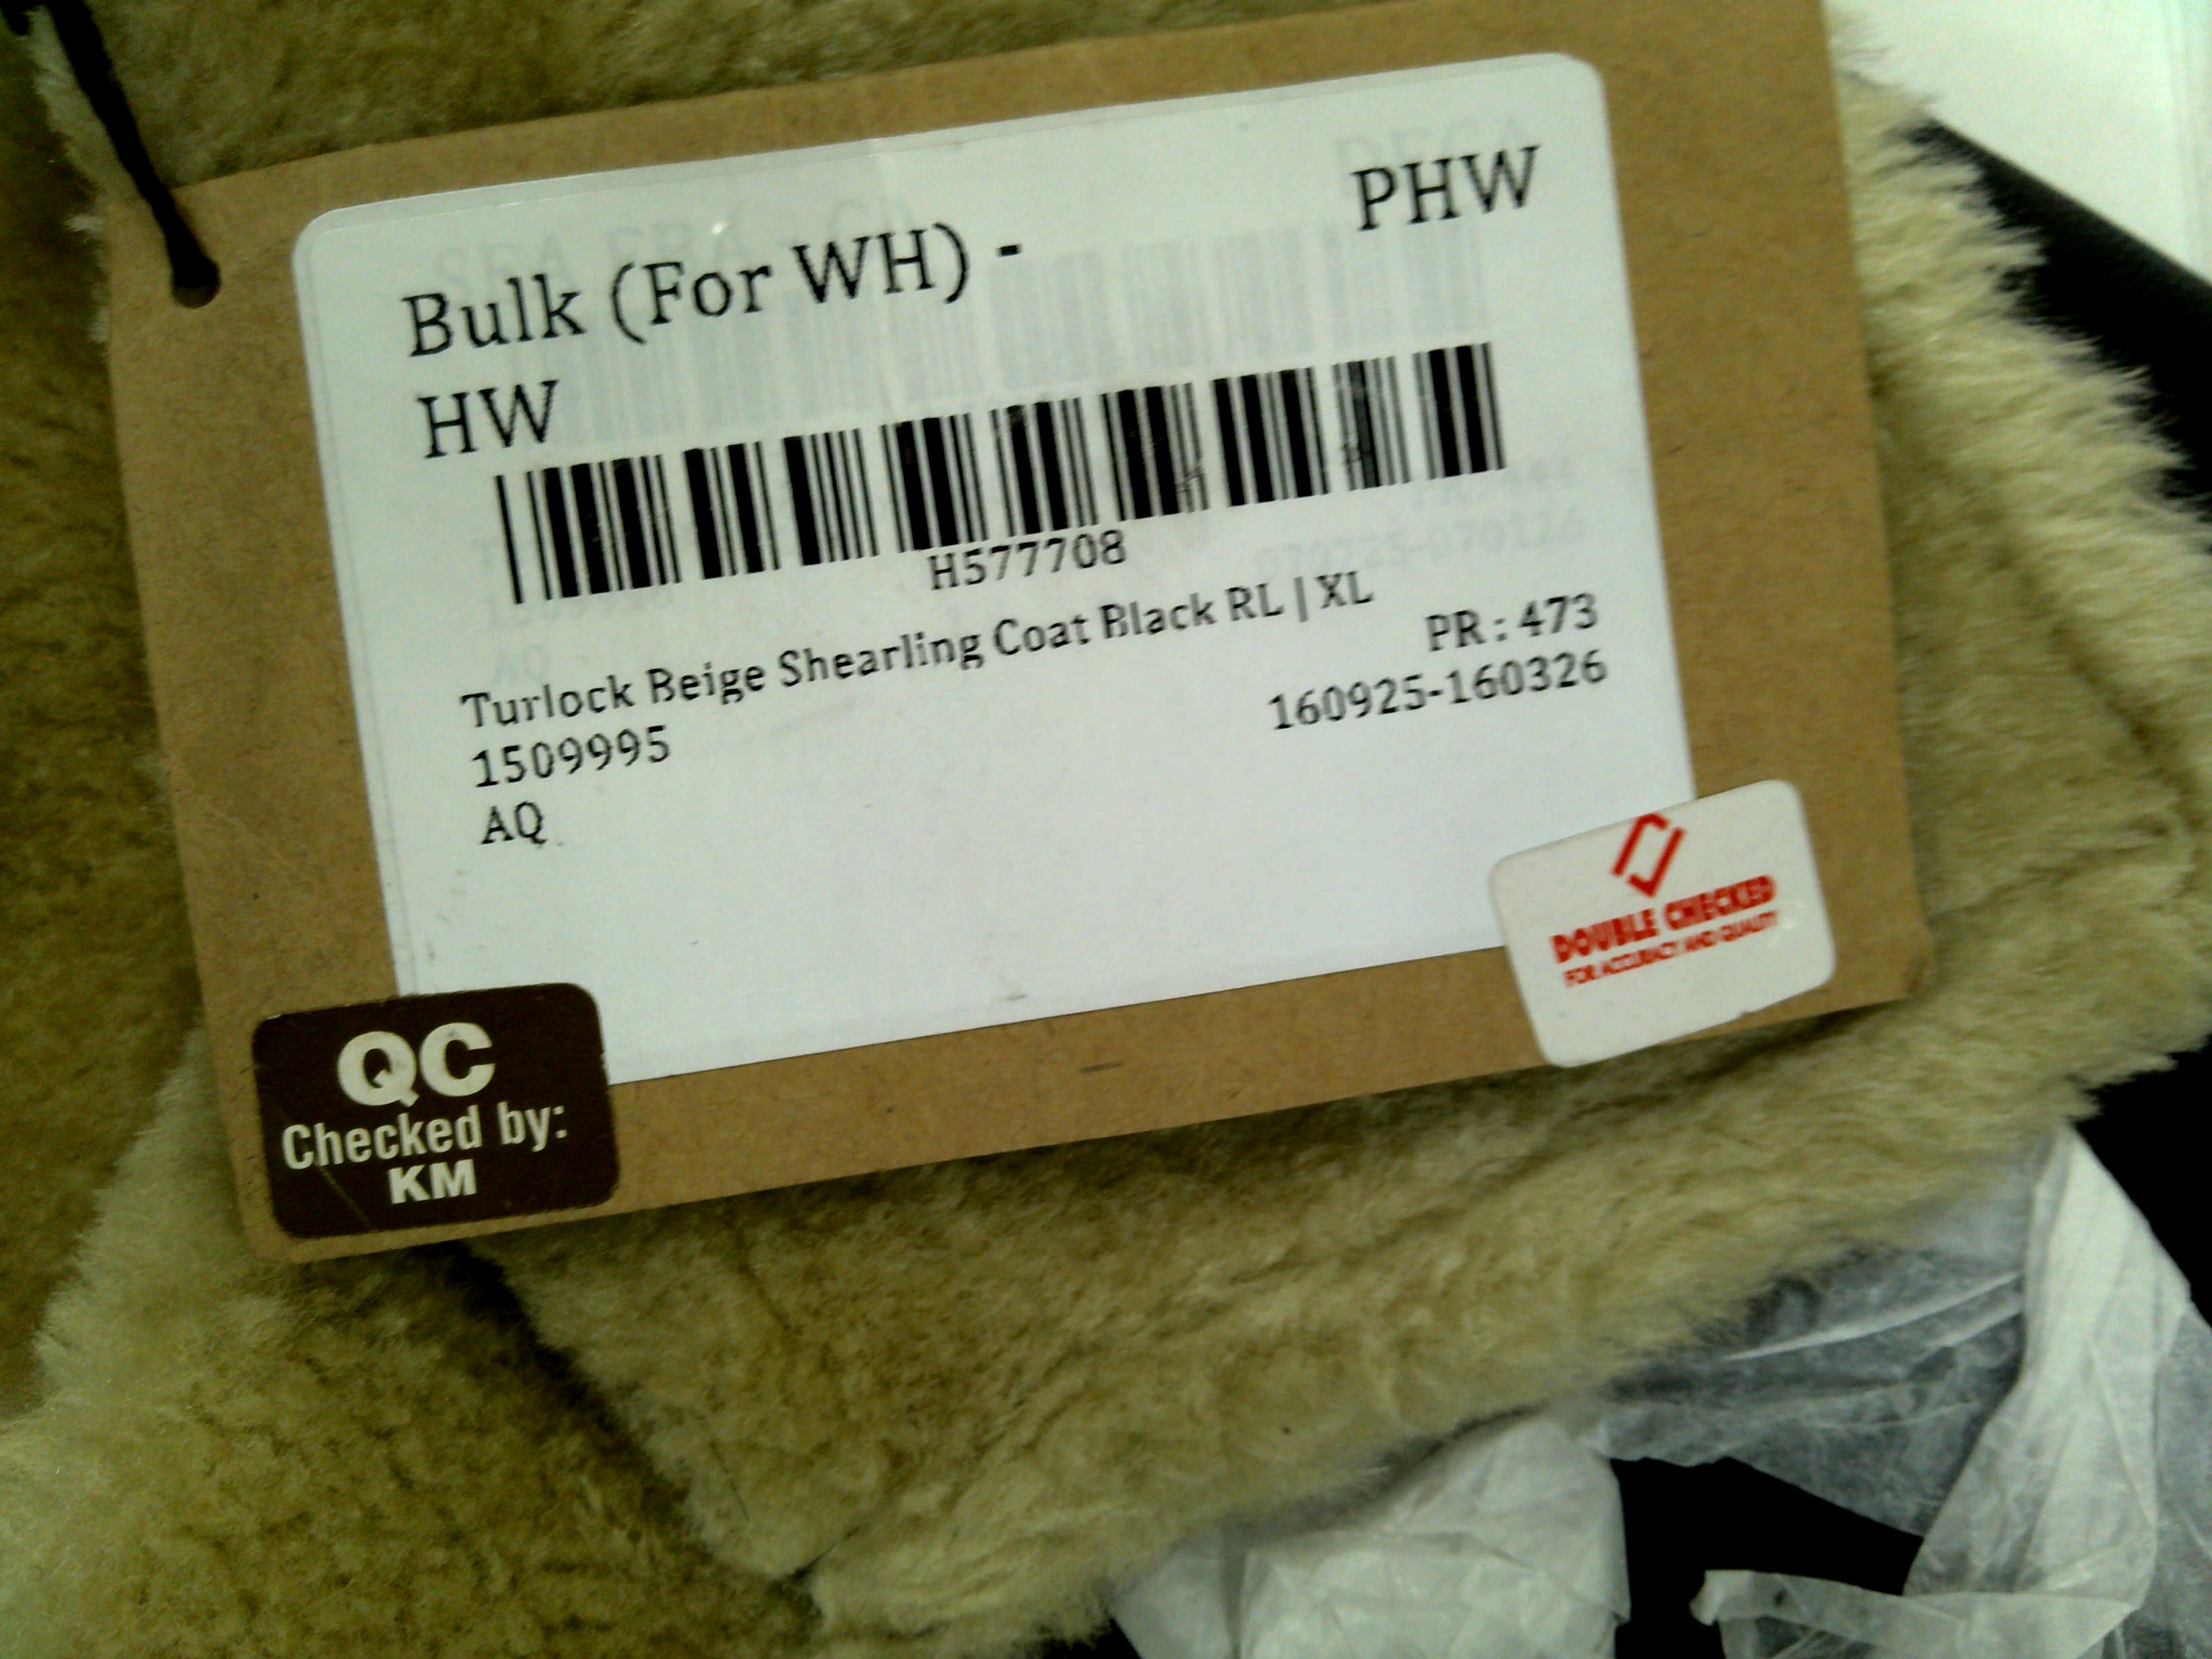 Bulk (For WH) - PHW
HW
H577708
Turlock Beige Shearling Coat Black RL | XL
1509995 PR : 473
AQ 160925-160326
DOUBLE CHECKED
FOR ACCURACY AND QUALITY
QC
Checked by:
KM